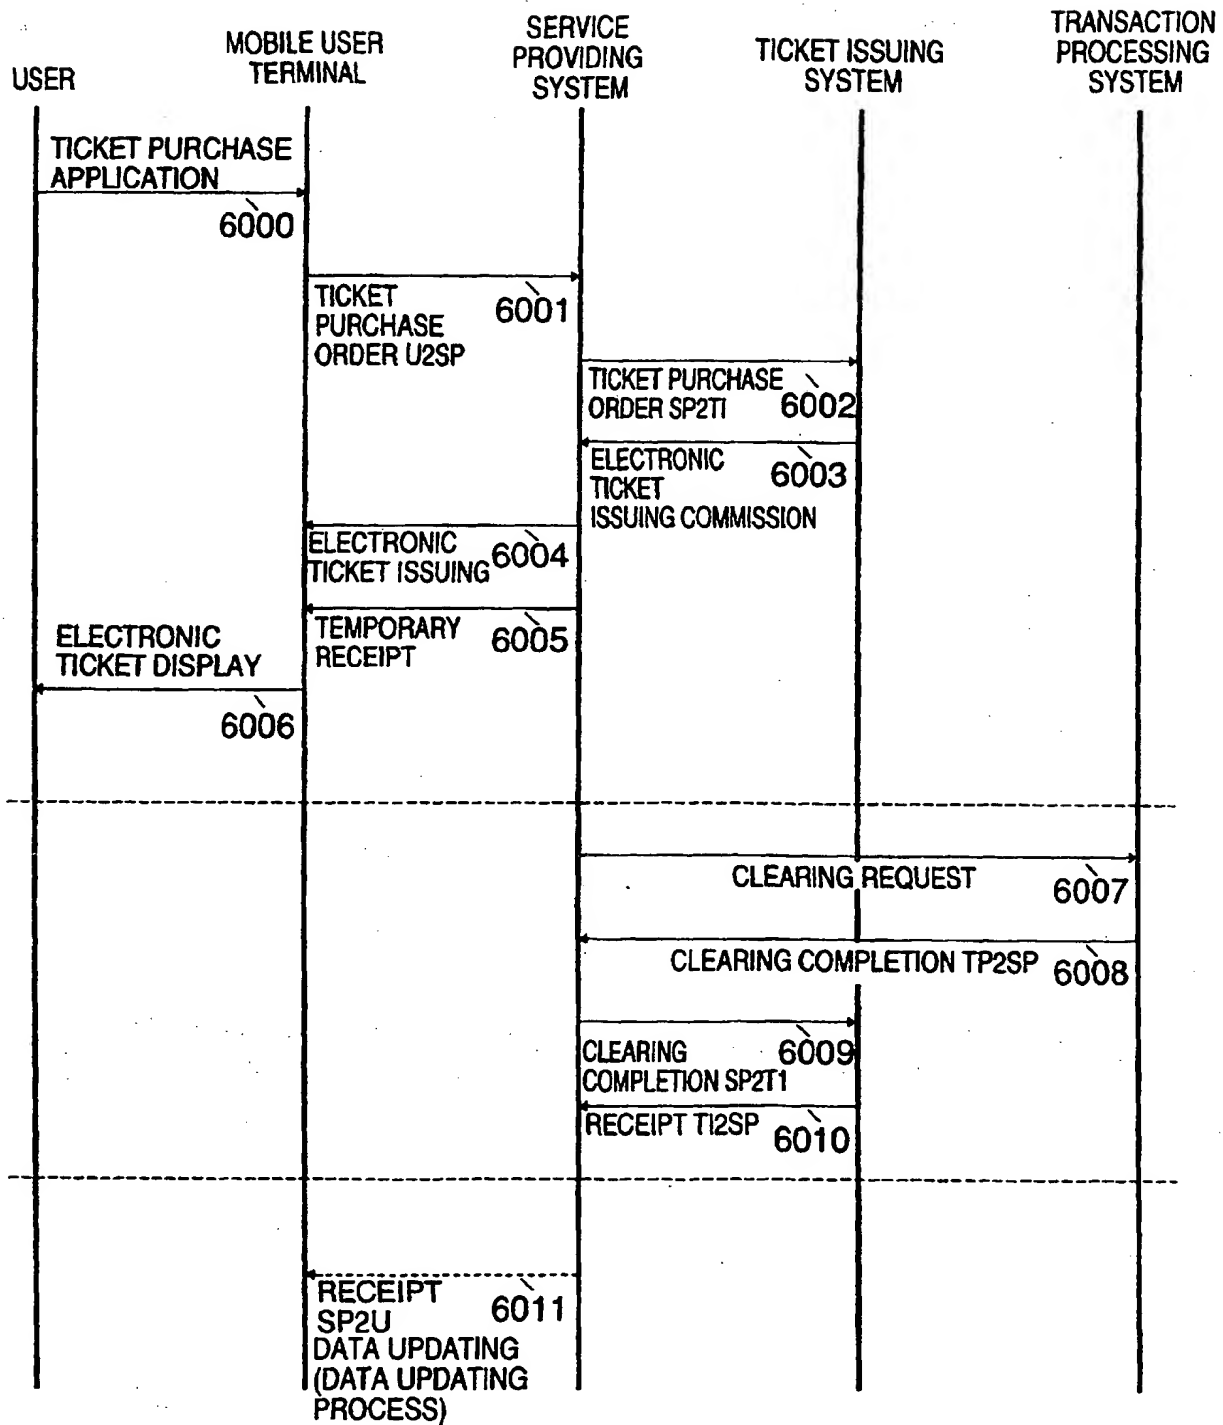 USER
MOBILE USER
TERMINAL
SERVICE
PROVIDING
SYSTEM
TICKET ISSUING
SYSTEM
TRANSACTION
PROCESSING
SYSTEM
TICKET PURCHASE
APPLICATION
6000
TICKET
PURCHASE
ORDER U2SP
6001
TICKET PURCHASE
ORDER SP2TI
6002
ELECTRONIC
TICKET
ISSUING COMMISSION
6003
ELECTRONIC
TICKET ISSUING
6004
TEMPORARY
RECEIPT
6005
ELECTRONIC
TICKET DISPLAY
6006
CLEARING REQUEST
6007
CLEARING COMPLETION TP2SP
6008
CLEARING
COMPLETION SP2T1
6009
RECEIPT TI2SP
6010
RECEIPT
SP2U
DATA UPDATING
(DATA UPDATING
PROCESS)
6011